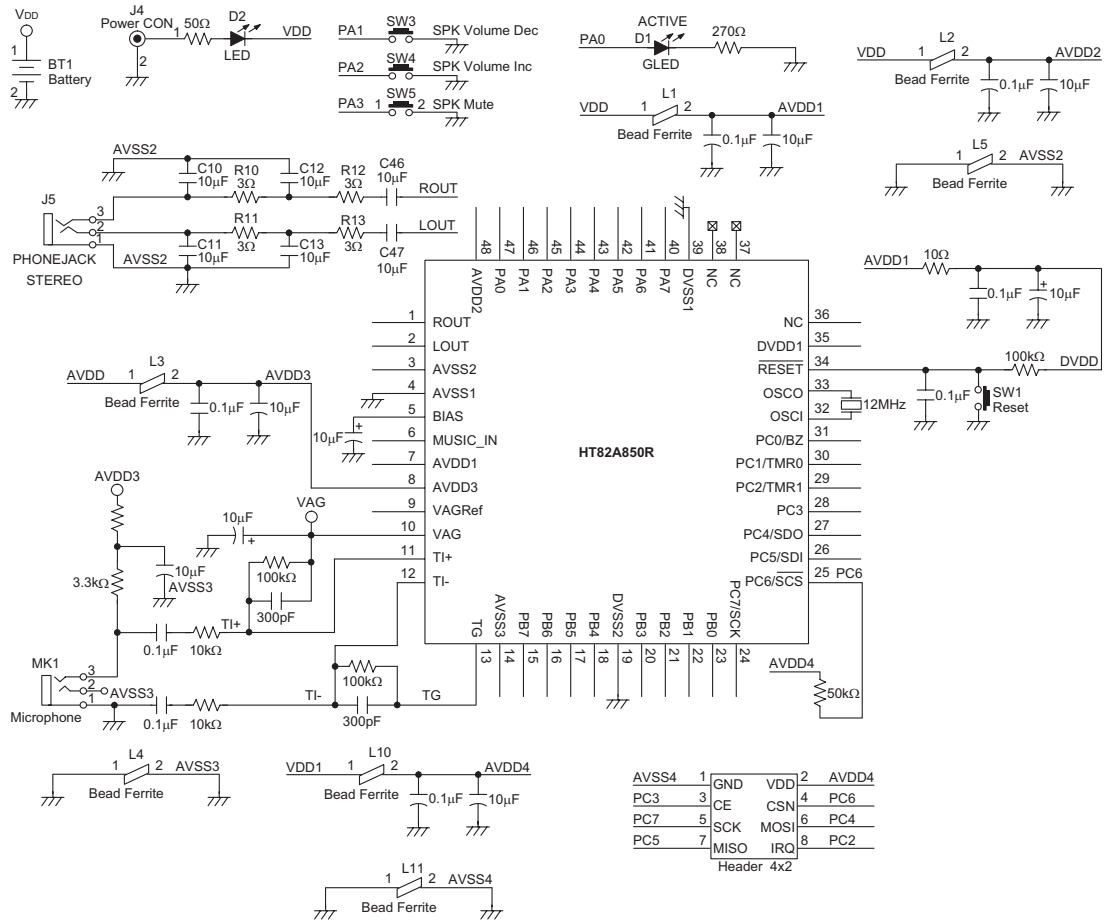 VDD
1
BT1
Battery
2
J4
Power CON
1
2
50Ω
D2
LED
VDD
PA1
SW3
SPK Volume Dec
PA2
SW4
SPK Volume Inc
PA3
1
SW5
2
SPK Mute
ACTIVE
PA0
D1
GLED
270Ω
VDD
1
L1
2
AVDD1
Bead Ferrite
0.1μF
10μF
VDD
1
L2
2
AVDD2
Bead Ferrite
0.1μF
10μF
1
L5
2
AVSS2
Bead Ferrite
AVSS2
C10
10μF
R10
3Ω
C12
10μF
R12
3Ω
C46
10μF
ROUT
J5
3
2
1
PHONEJACK
STEREO
AVSS2
C11
10μF
R11
3Ω
C13
10μF
R13
3Ω
C47
10μF
LOUT
48
47
46
45
44
43
42
41
40
39
38
37
AVDD2
PA0
PA1
PA2
PA3
PA4
PA5
PA6
PA7
DVSS1
NC
NC
1 ROUT
2 LOUT
3 AVSS2
4 AVSS1
5 BIAS
6 MUSIC_IN
7 AVDD1
8 AVDD3
9 VAGRef
10 VAG
11 TI+
12 TI-
HT82A850R
NC 36
DVDD1 35
RESET 34
OSCO 33
OSCI 32
PC0/BZ 31
PC1/TMR0 30
PC2/TMR1 29
PC3 28
PC4/SDO 27
PC5/SDI 26
PC6/SCS 25 PC6
TG
AVSS3
PB7
PB6
PB5
PB4
DVSS2
PB3
PB2
PB1
PB0
PC7/SCK
13
14
15
16
17
18
19
20
21
22
23
24
AVDD1
10Ω
0.1μF
10μF
+
100kΩ
DVDD
0.1μF
SW1
Reset
12MHz
AVDD4
50kΩ
AVDD
1
L3
2
AVDD3
Bead Ferrite
0.1μF
10μF
10μF
+
AVDD3
3.3kΩ
10μF
AVSS3
10μF
+
VAG
100kΩ
300pF
0.1μF
10kΩ
TI+
MK1
3
2
1
AVSS3
Microphone
0.1μF
10kΩ
TI-
100kΩ
300pF
TG
1
L4
2
AVSS3
Bead Ferrite
VDD1
1
L10
2
AVDD4
Bead Ferrite
0.1μF
10μF
1
L11
2
AVSS4
Bead Ferrite
AVSS4 1 GND VDD 2 AVDD4
PC3 3 CE CSN 4 PC6
PC7 5 SCK MOSI 6 PC4
PC5 7 MISO IRQ 8 PC2
Header 4x2